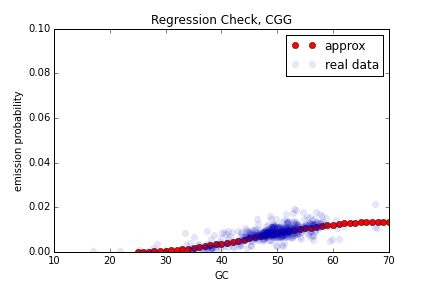 Regression Check, CGG
0.10
0.08
0.06
0.04
0.02
0.00
emission probability
approx
real data
10 20 30 40 50 60 70
GC